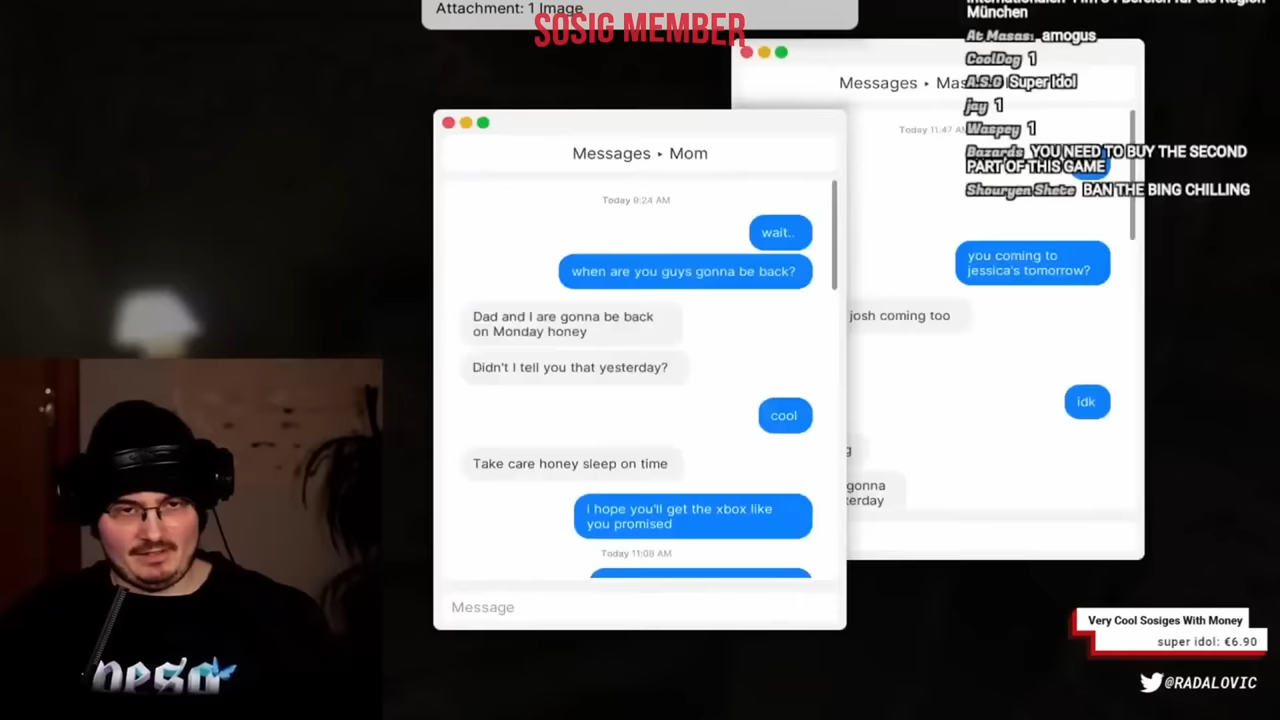 Attachment: 1 Image
SOSIG MEMBER
München
At Masas: amogus
CoolDog 1
A.S.G Super Idol
jay 1
Waspey 1
Bazards YOU NEED TO BUY THE SECOND
PART OF THIS GAME
Shouryen Shete BAN THE BING CHILLING
Messages ▸ Mas
Today 11:47 AM
you coming to
jessica's tomorrow?
josh coming too
idk
g
gonna
terday
Messages ▸ Mom
Today 9:24 AM
wait..
when are you guys gonna be back?
Dad and I are gonna be back
on Monday honey
Didn't I tell you that yesterday?
cool
Take care honey sleep on time
i hope you'll get the xbox like
you promised
Today 11:08 AM
Message
Very Cool Sosiges With Money
super idol: €6.90
@RADALOVIC